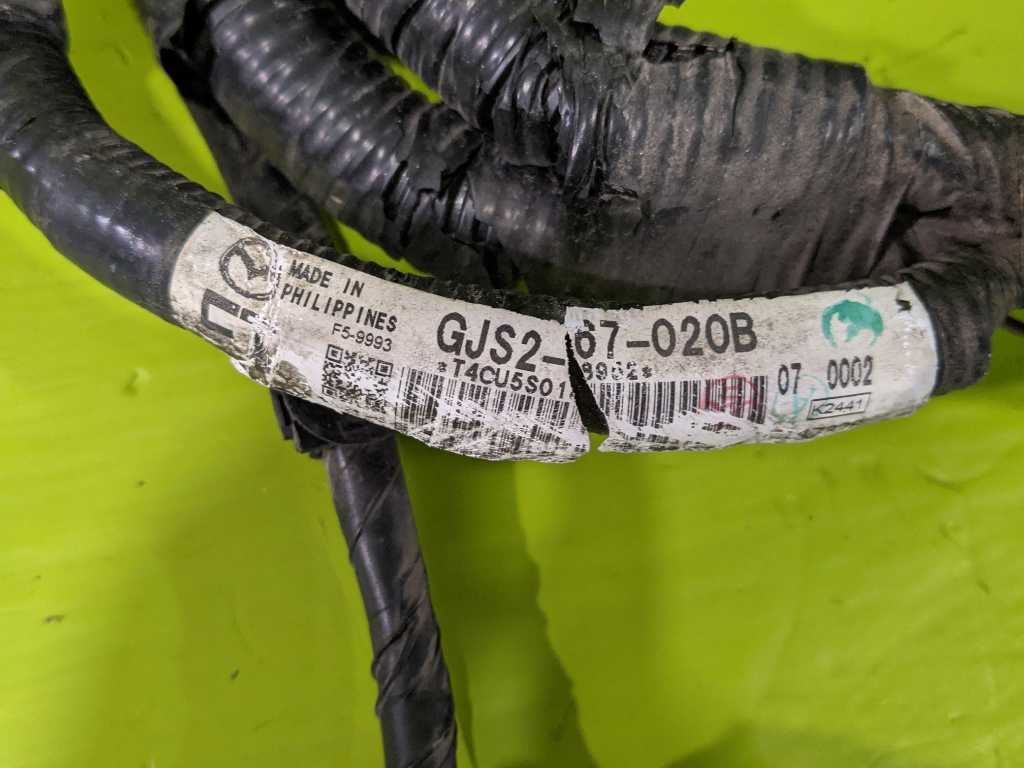 MADE IN
PHILIPPINES
F5-9993
GJS2-67-020B
07 0002
K2441